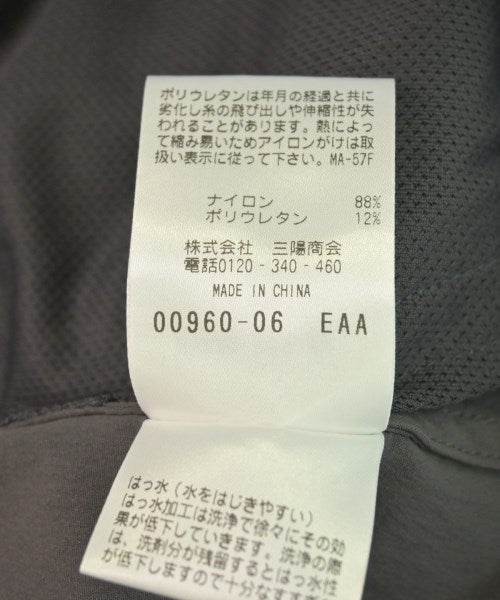 ポリウレタンは年月の経過と共に
劣化し糸の飛び出しや伸縮性が失
われることがあります。熱によっ
て縮み易いためアイロンがけは取
扱い表示に従って下さい。MA-57F
ナイロン 88%
ポリウレタン 12%
株式会社 三陽商会
電話0120-340-460
MADE IN CHINA
00960-06 EAA
はっ水(水をはじきやすい)
はっ水加工は洗浄で徐々にその効
果が低下していきます。洗浄の際
は、洗剤分が残留するとはっ水性
が低下しますので十分なすすぎ